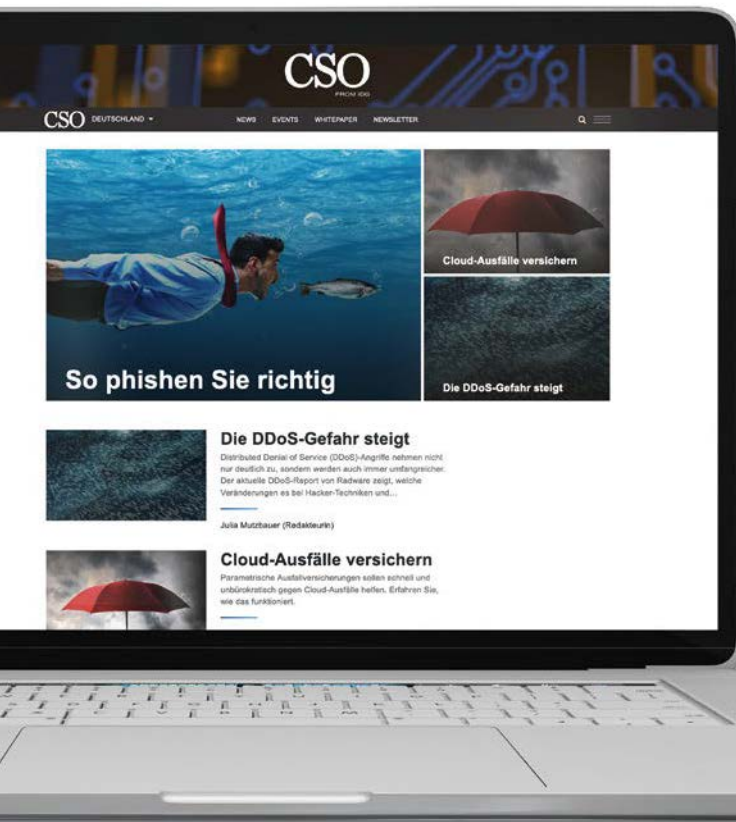 CSO
FROM IDG
CSO DEUTSCHLAND
NEWS EVENTS WHITEPAPER NEWSLETTER
Cloud-Ausfälle versichern
So phishen Sie richtig
Die DDoS-Gefahr steigt
Die DDoS-Gefahr steigt
Distributed Denial of Service (DDoS)-Angriffe nehmen nicht
nur deutlich zu, sondern werden auch immer umfangreicher.
Der aktuelle DDoS-Report von Radware zeigt, welche
Veränderungen es bei Hacker-Techniken und...
Julia Mutzbauer (Redakteurin)
Cloud-Ausfälle versichern
Parametrische Ausfallversicherungen sollen schnell und
unbürokratisch gegen Cloud-Ausfälle helfen. Erfahren Sie,
wie das funktioniert.